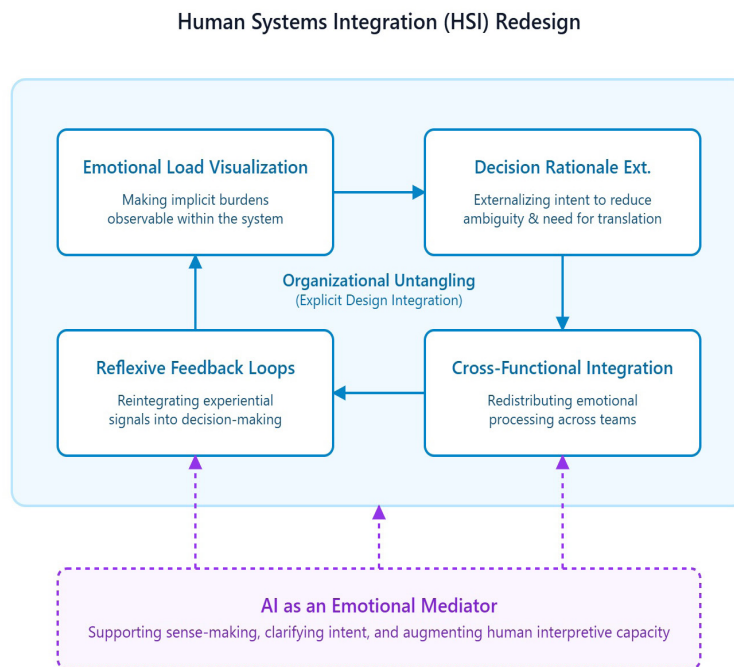 Human Systems Integration (HSI) Redesign
Emotional Load Visualization
Making implicit burdens
observable within the system
Decision Rationale Ext.
Externalizing intent to reduce
ambiguity & need for translation
Organizational Untangling
(Explicit Design Integration)
Reflexive Feedback Loops
Reintegrating experiential
signals into decision-making
Cross-Functional Integration
Redistributing emotional
processing across teams
AI as an Emotional Mediator
Supporting sense-making, clarifying intent, and augmenting human interpretive capacity